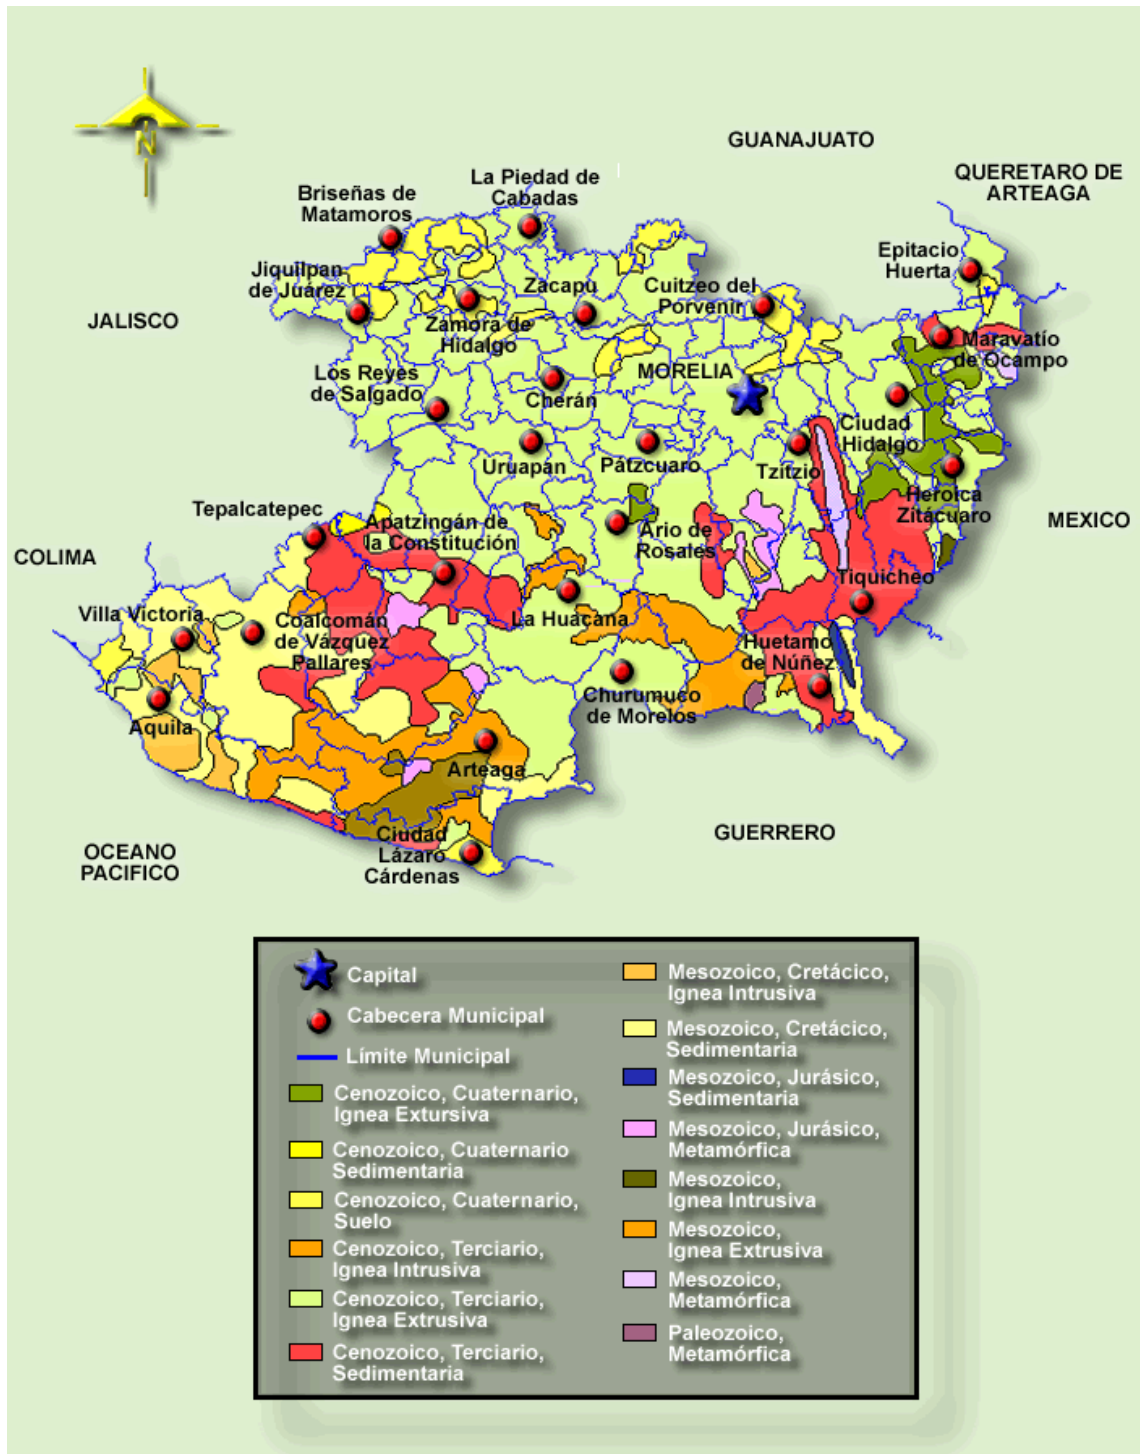 N
GUANAJUATO
QUERETARO DE
ARTEAGA
La Piedad de
Cabadas
Briseñas de
Matamoros
Epitacio
Huerta
Jiquilpan
de Juárez
Zacapu
Cuitzeo del
Porvenir
JALISCO
Zamora de
Hidalgo
Maravatío
de Ocampo
Los Reyes
de Salgado
MORELIA
Cherán
Ciudad
Hidalgo
Uruapan
Pátzcuaro
Tzitzio
Heroica
Zitácuaro
Tepalcatepec
Apatzingán de
la Constitución
Ario de
Rosales
MEXICO
COLIMA
Tiquicheo
Villa Victoria
Coalcomán
de Vázquez
Pallares
La Huacana
Huetamo
de Núñez
Churumuco
de Morelos
Aquila
Arteaga
GUERRERO
Ciudad
Lázaro
Cárdenas
OCEANO
PACIFICO
Capital
Cabecera Municipal
Límite Municipal
Cenozoico, Cuaternario,
Ignea Extursiva
Cenozoico, Cuaternario
Sedimentaria
Cenozoico, Cuaternario,
Suelo
Cenozoico, Terciario,
Ignea Intrusiva
Cenozoico, Terciario,
Ignea Extrusiva
Cenozoico, Terciario,
Sedimentaria
Mesozoico, Cretácico,
Ignea Intrusiva
Mesozoico, Cretácico,
Sedimentaria
Mesozoico, Jurásico,
Sedimentaria
Mesozoico, Jurásico,
Metamórfica
Mesozoico,
Ignea Intrusiva
Mesozoico,
Ignea Extrusiva
Mesozoico,
Metamórfica
Paleozoico,
Metamórfica